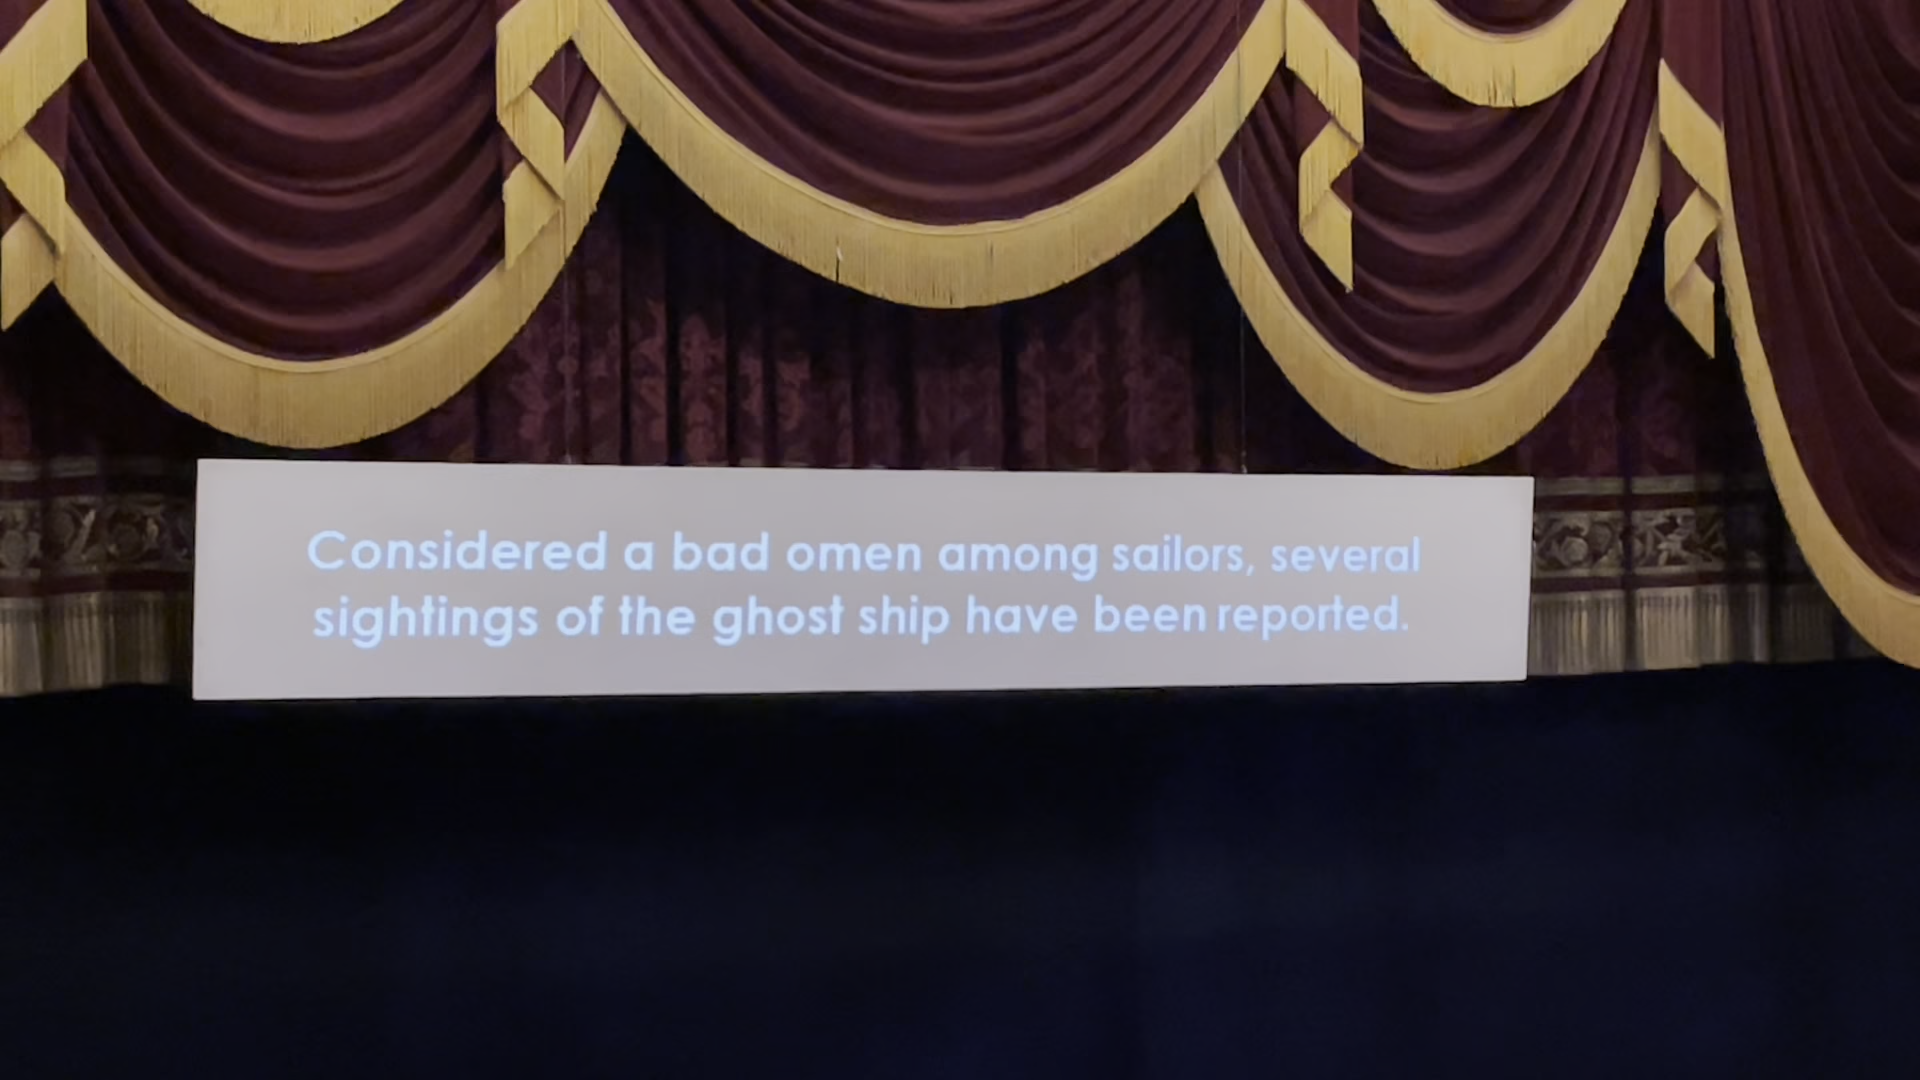 Considered a bad omen among sailors, several
sightings of the ghost ship have been reported.